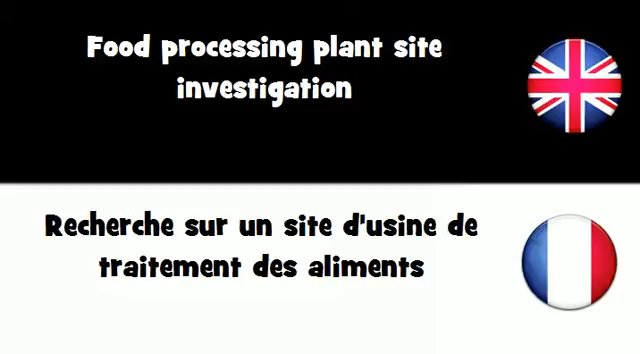 Food processing plant site
investigation
Recherche sur un site d'usine de
traitement des aliments